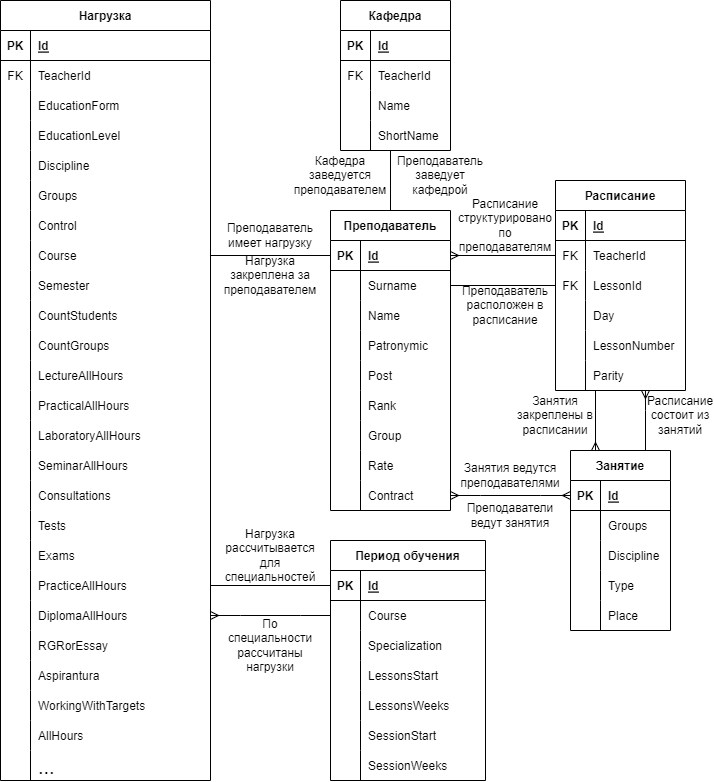 Нагрузка
PK Id
FK TeacherId
EducationForm
EducationLevel
Discipline
Groups
Control
Course
Semester
CountStudents
CountGroups
LectureAllHours
PracticalAllHours
LaboratoryAllHours
SeminarAllHours
Consultations
Tests
Exams
PracticeAllHours
DiplomaAllHours
RGRorEssay
Aspirantura
WorkingWithTargets
AllHours
...
Кафедра
PK Id
FK TeacherId
Name
ShortName
Кафедра
заведуется
преподавателем
Преподаватель
заведует
кафедрой
Преподаватель
имеет нагрузку
Нагрузка
закреплена за
преподавателем
Преподаватель
PK Id
Surname
Name
Patronymic
Post
Rank
Group
Rate
Contract
Расписание
структурировано
по
преподавателям
Преподаватель
расположен в
расписание
Расписание
PK Id
FK TeacherId
FK LessonId
Day
LessonNumber
Parity
Занятия
закреплены в
расписании
Расписание
состоит из
занятий
Занятия ведутся
преподавателями
Преподаватели
ведут занятия
Занятие
PK Id
Groups
Discipline
Type
Place
Нагрузка
рассчитывается
для
специальностей
По
специальности
рассчитаны
нагрузки
Период обучения
PK Id
Course
Specialization
LessonsStart
LessonsWeeks
SessionStart
SessionWeeks